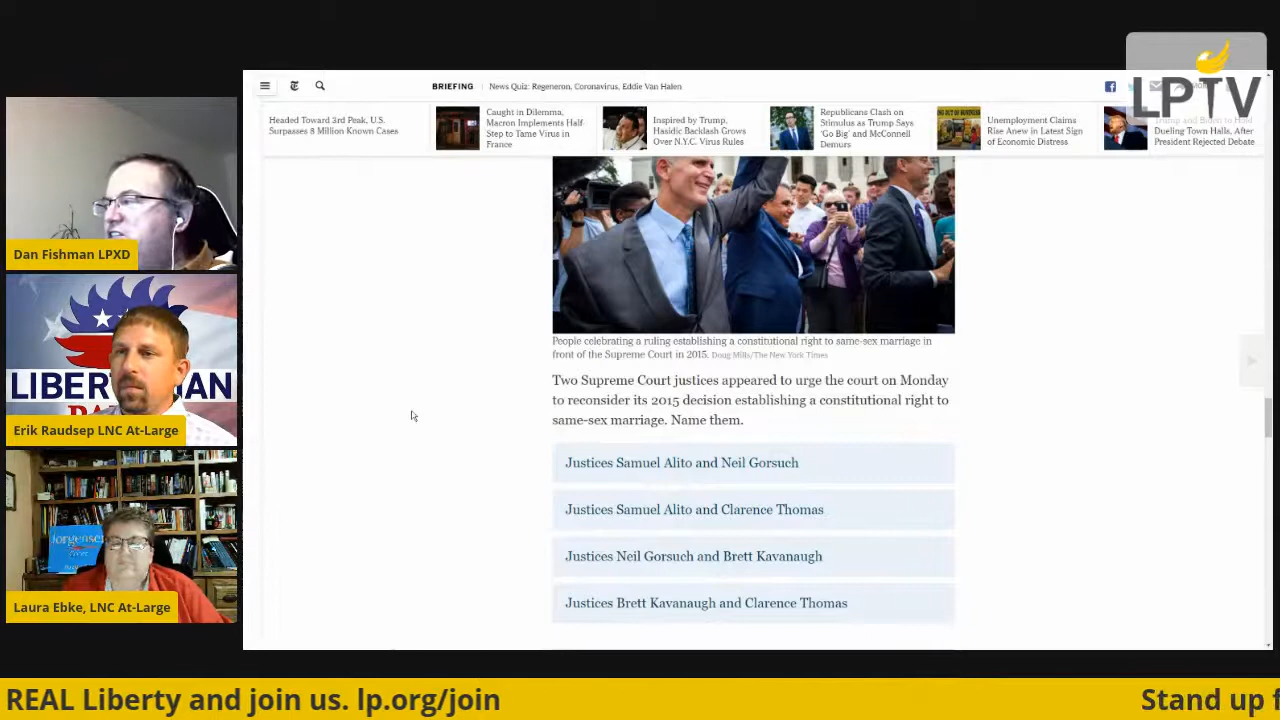 LPTV
BRIEFING
News Quiz: Regeneron, Coronavirus, Eddie Van Halen
Headed Toward 3rd Peak, U.S.
Surpasses 8 Million Known Cases
Caught in Dilemma,
Macron Implements Half-
Step to Tame Virus in
France
Inspired by Trump,
Hasidic Backlash Grows
Over N.Y.C. Virus Rules
Republicans Clash on
Stimulus as Trump Says
'Go Big' and McConnell
Demurs
Unemployment Claims
Rise Anew in Latest Sign
of Economic Distress
Trump and Biden to Hold
Dueling Town Halls, After
President Rejected Debate
Dan Fishman LPXD
LIBERTARIAN
Erik Raudsep LNC At-Large
Jorgensen
Laura Ebke, LNC At-Large
People celebrating a ruling establishing a constitutional right to same-sex marriage in
front of the Supreme Court in 2015. Doug Mills/The New York Times
Two Supreme Court justices appeared to urge the court on Monday
to reconsider its 2015 decision establishing a constitutional right to
same-sex marriage. Name them.
Justices Samuel Alito and Neil Gorsuch
Justices Samuel Alito and Clarence Thomas
Justices Neil Gorsuch and Brett Kavanaugh
Justices Brett Kavanaugh and Clarence Thomas
REAL Liberty and join us. lp.org/join
Stand up f